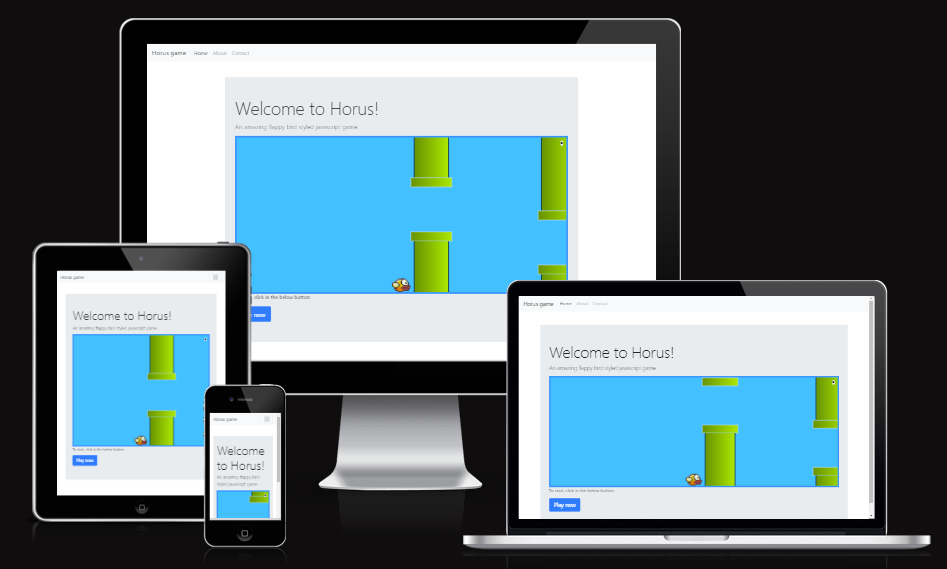 Horus game Home About Contact
Welcome to Horus!
An amazing flappy bird styled javascript game.
click in the below button
now
Horus game
Welcome to Horus!
An amazing flappy bird styled javascript game.
To start, click in the below button
Play now
Horus game
Welcome
to Horus!
An amazing flappy bird
styled javascript game.
Horus game Home About Contact
Welcome to Horus!
An amazing flappy bird styled javascript game.
To start, click in the below button
Play now